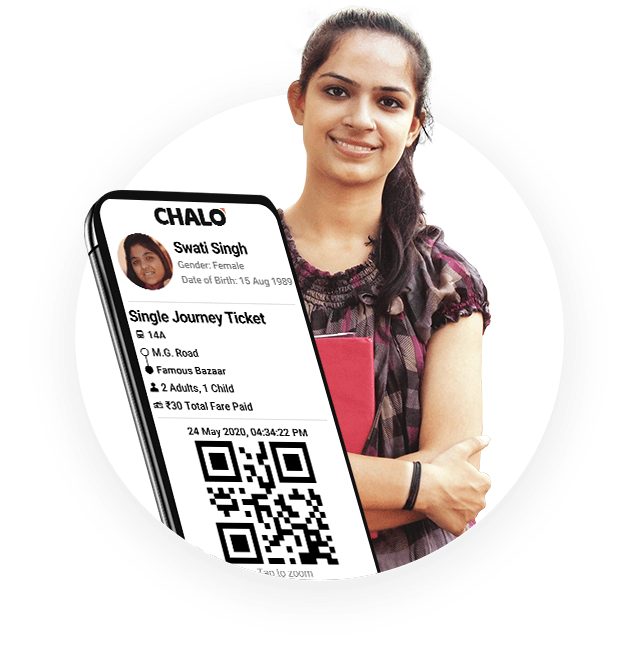 CHALO
Swati Singh
Gender: Female
Date of Birth: 15 Aug 1989
Single Journey Ticket
14A
M.G. Road
Famous Bazaar
2 Adults, 1 Child
₹30 Total Fare Paid
24 May 2020, 04:34:22 PM
Tap to zoom